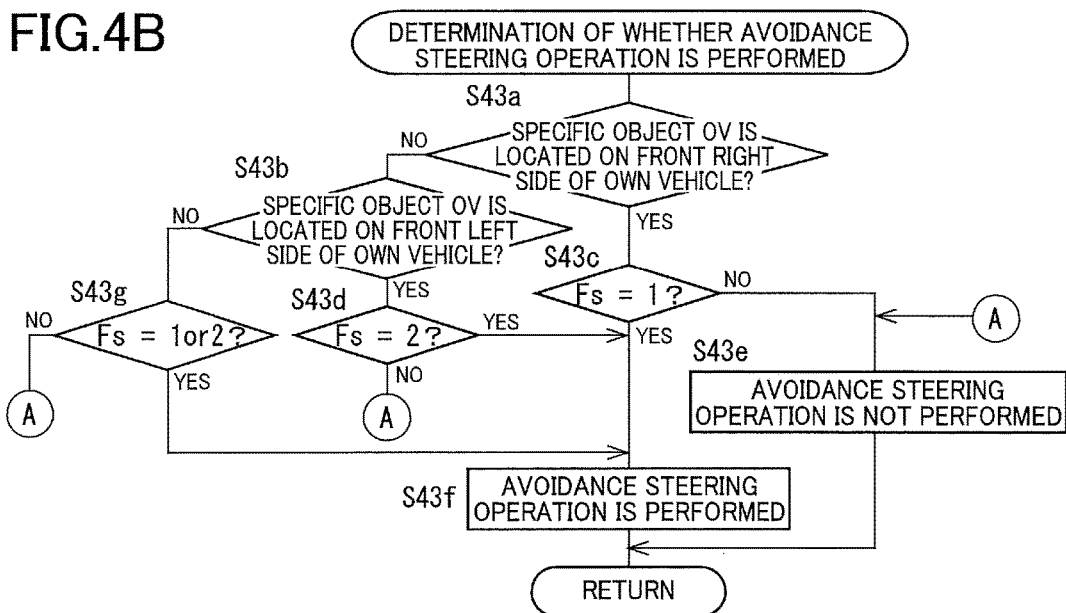 FIG.4B
DETERMINATION OF WHETHER AVOIDANCE
STEERING OPERATION IS PERFORMED
S43a
SPECIFIC OBJECT OV IS
LOCATED ON FRONT RIGHT
SIDE OF OWN VEHICLE?
NO
YES
S43b
SPECIFIC OBJECT OV IS
LOCATED ON FRONT LEFT
SIDE OF OWN VEHICLE?
NO
YES
S43c
Fs = 1?
NO
YES
S43g
Fs = 1or2?
NO
YES
S43d
Fs = 2?
YES
NO
A
A
A
S43e
AVOIDANCE STEERING
OPERATION IS NOT PERFORMED
S43f
AVOIDANCE STEERING
OPERATION IS PERFORMED
RETURN